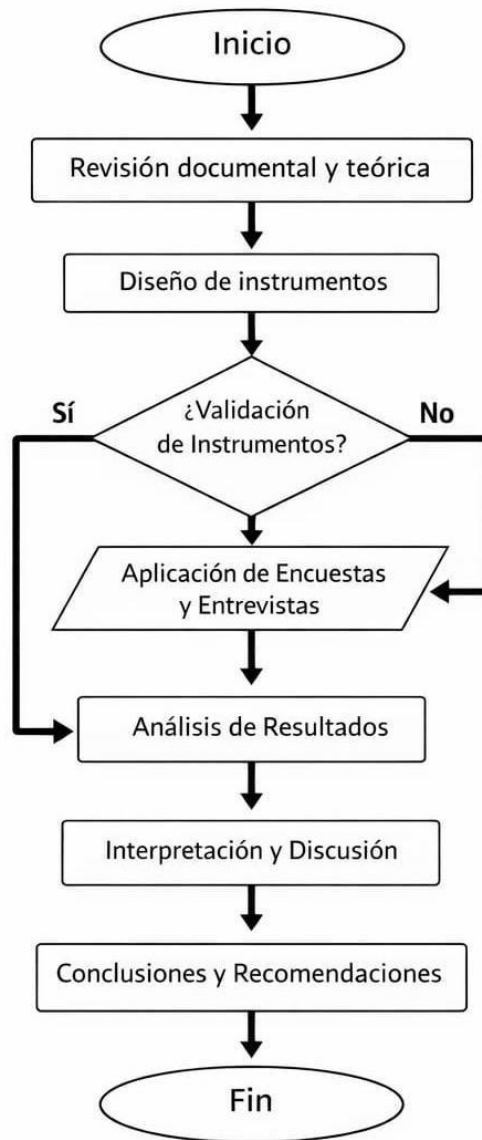 Inicio
Revisión documental y teórica
Diseño de instrumentos
Sí
¿Validación
de Instrumentos?
No
Aplicación de Encuestas
y Entrevistas
Análisis de Resultados
Interpretación y Discusión
Conclusiones y Recomendaciones
Fin